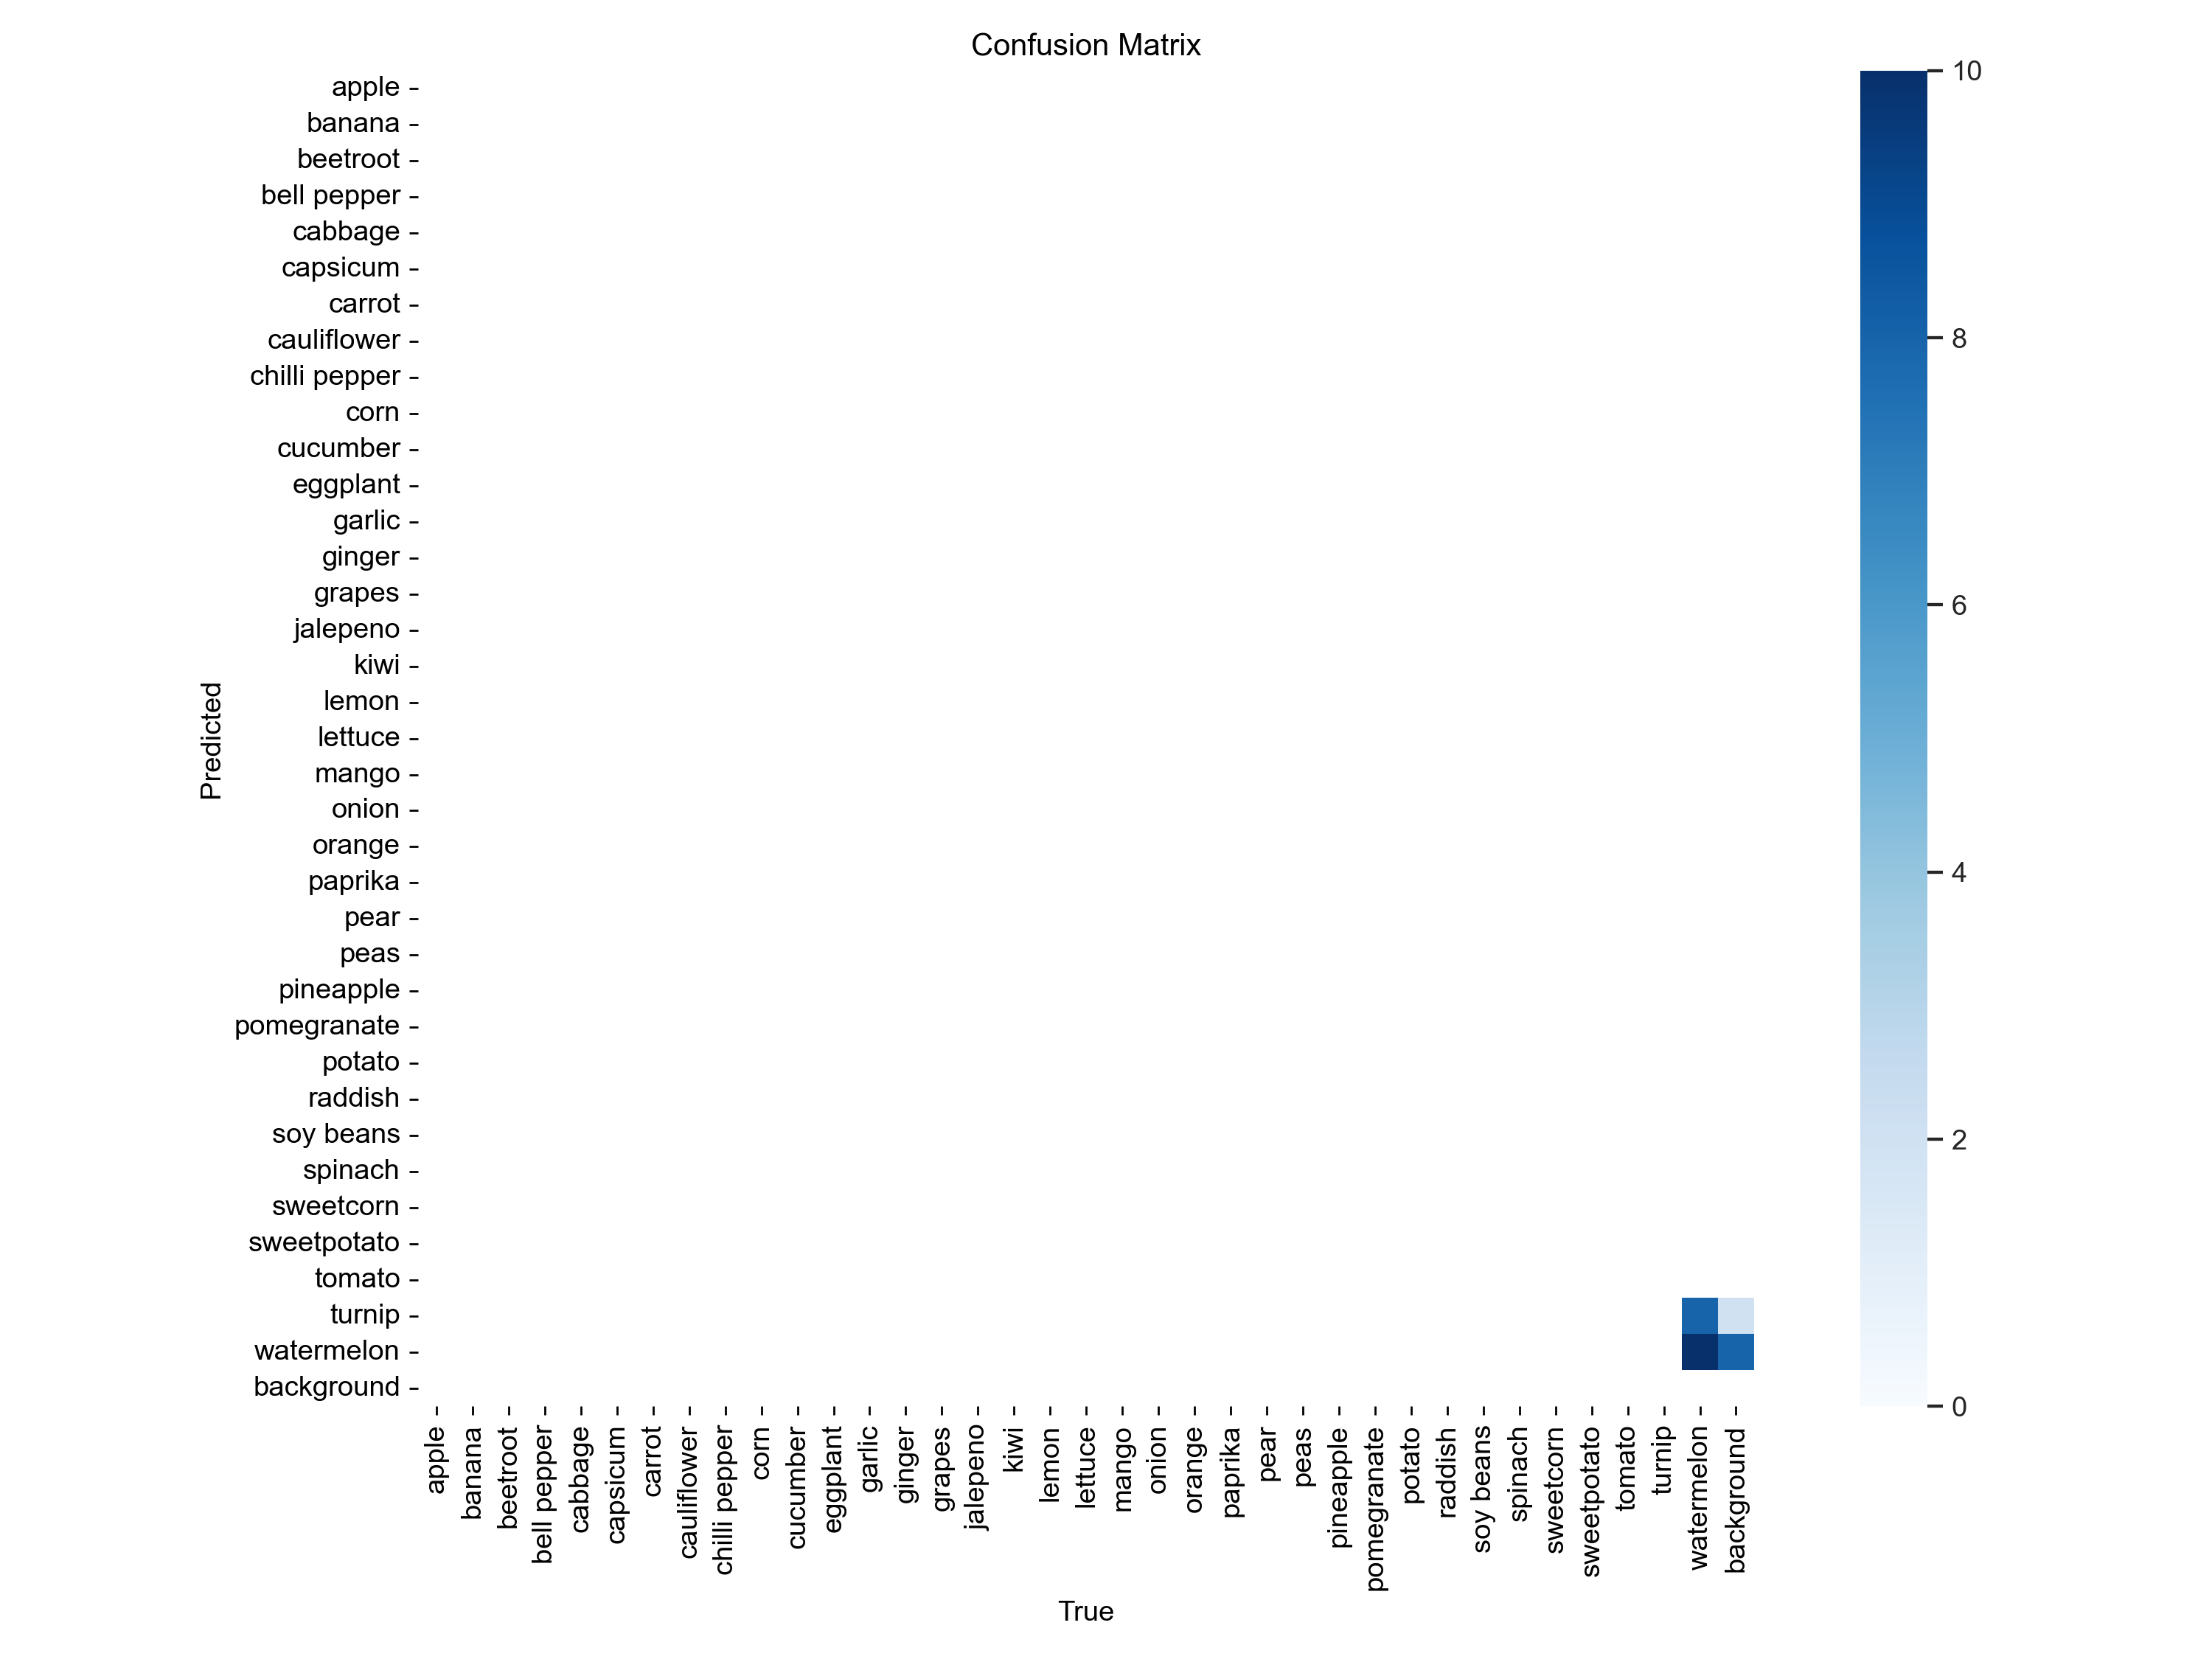 Confusion Matrix
apple
banana
beetroot
bell pepper
cabbage
capsicum
carrot
cauliflower
chilli pepper
corn
cucumber
eggplant
garlic
ginger
grapes
jalepeno
kiwi
lemon
lettuce
mango
onion
orange
paprika
pear
peas
pineapple
pomegranate
potato
raddish
soy beans
spinach
sweetcorn
sweetpotato
tomato
turnip
watermelon
background
Predicted
apple
banana
beetroot
bell pepper
cabbage
capsicum
carrot
cauliflower
chilli pepper
corn
cucumber
eggplant
garlic
ginger
grapes
jalepeno
kiwi
lemon
lettuce
mango
onion
orange
paprika
pear
peas
pineapple
pomegranate
potato
raddish
soy beans
spinach
sweetcorn
sweetpotato
tomato
turnip
watermelon
background
True
10
8
6
4
2
0